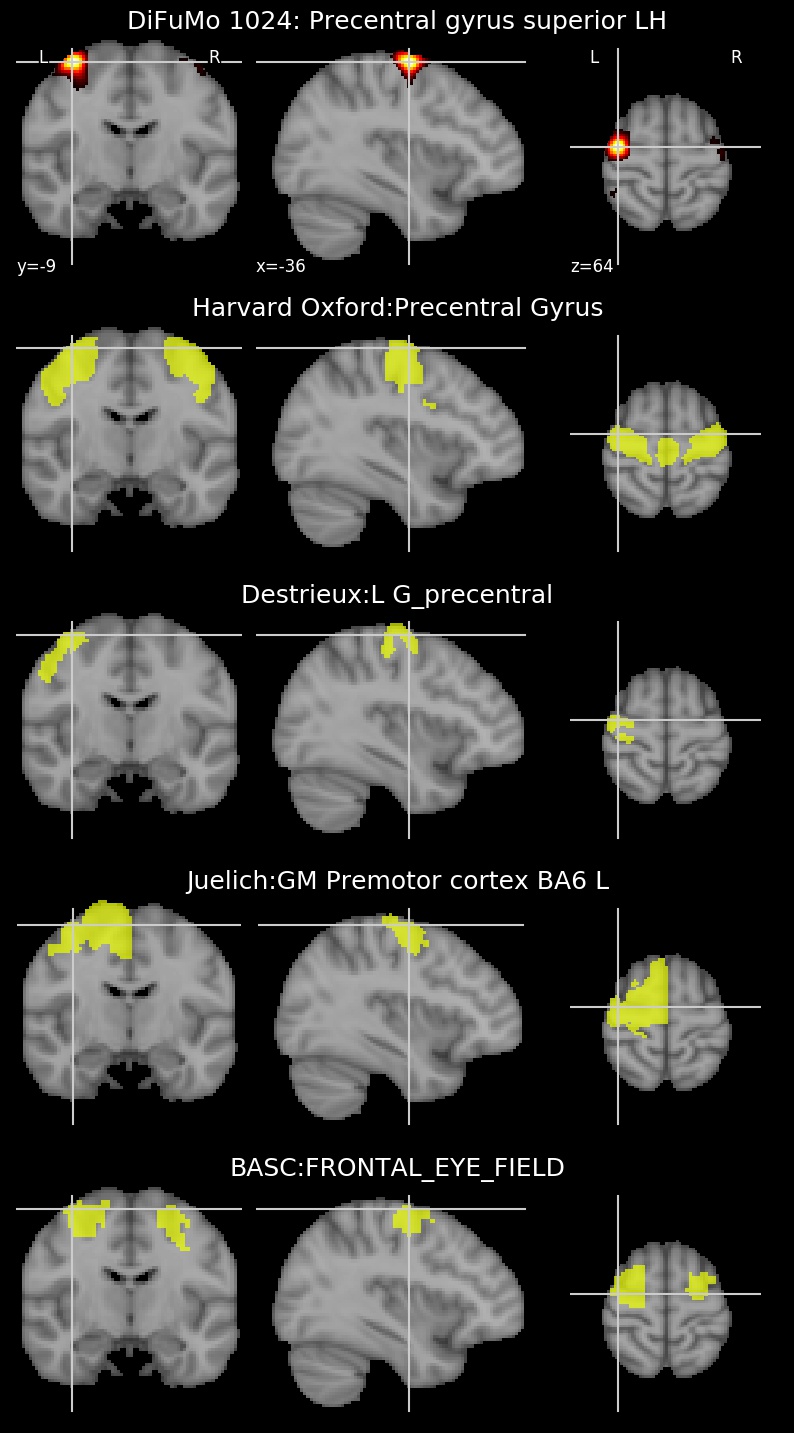 DiFuMo 1024: Precentral gyrus superior LH
L R L R
y=-9 x=-36 z=64
Harvard Oxford:Precentral Gyrus
Destrieux:L G_precentral
Juelich:GM Premotor cortex BA6 L
BASC:FRONTAL_EYE_FIELD